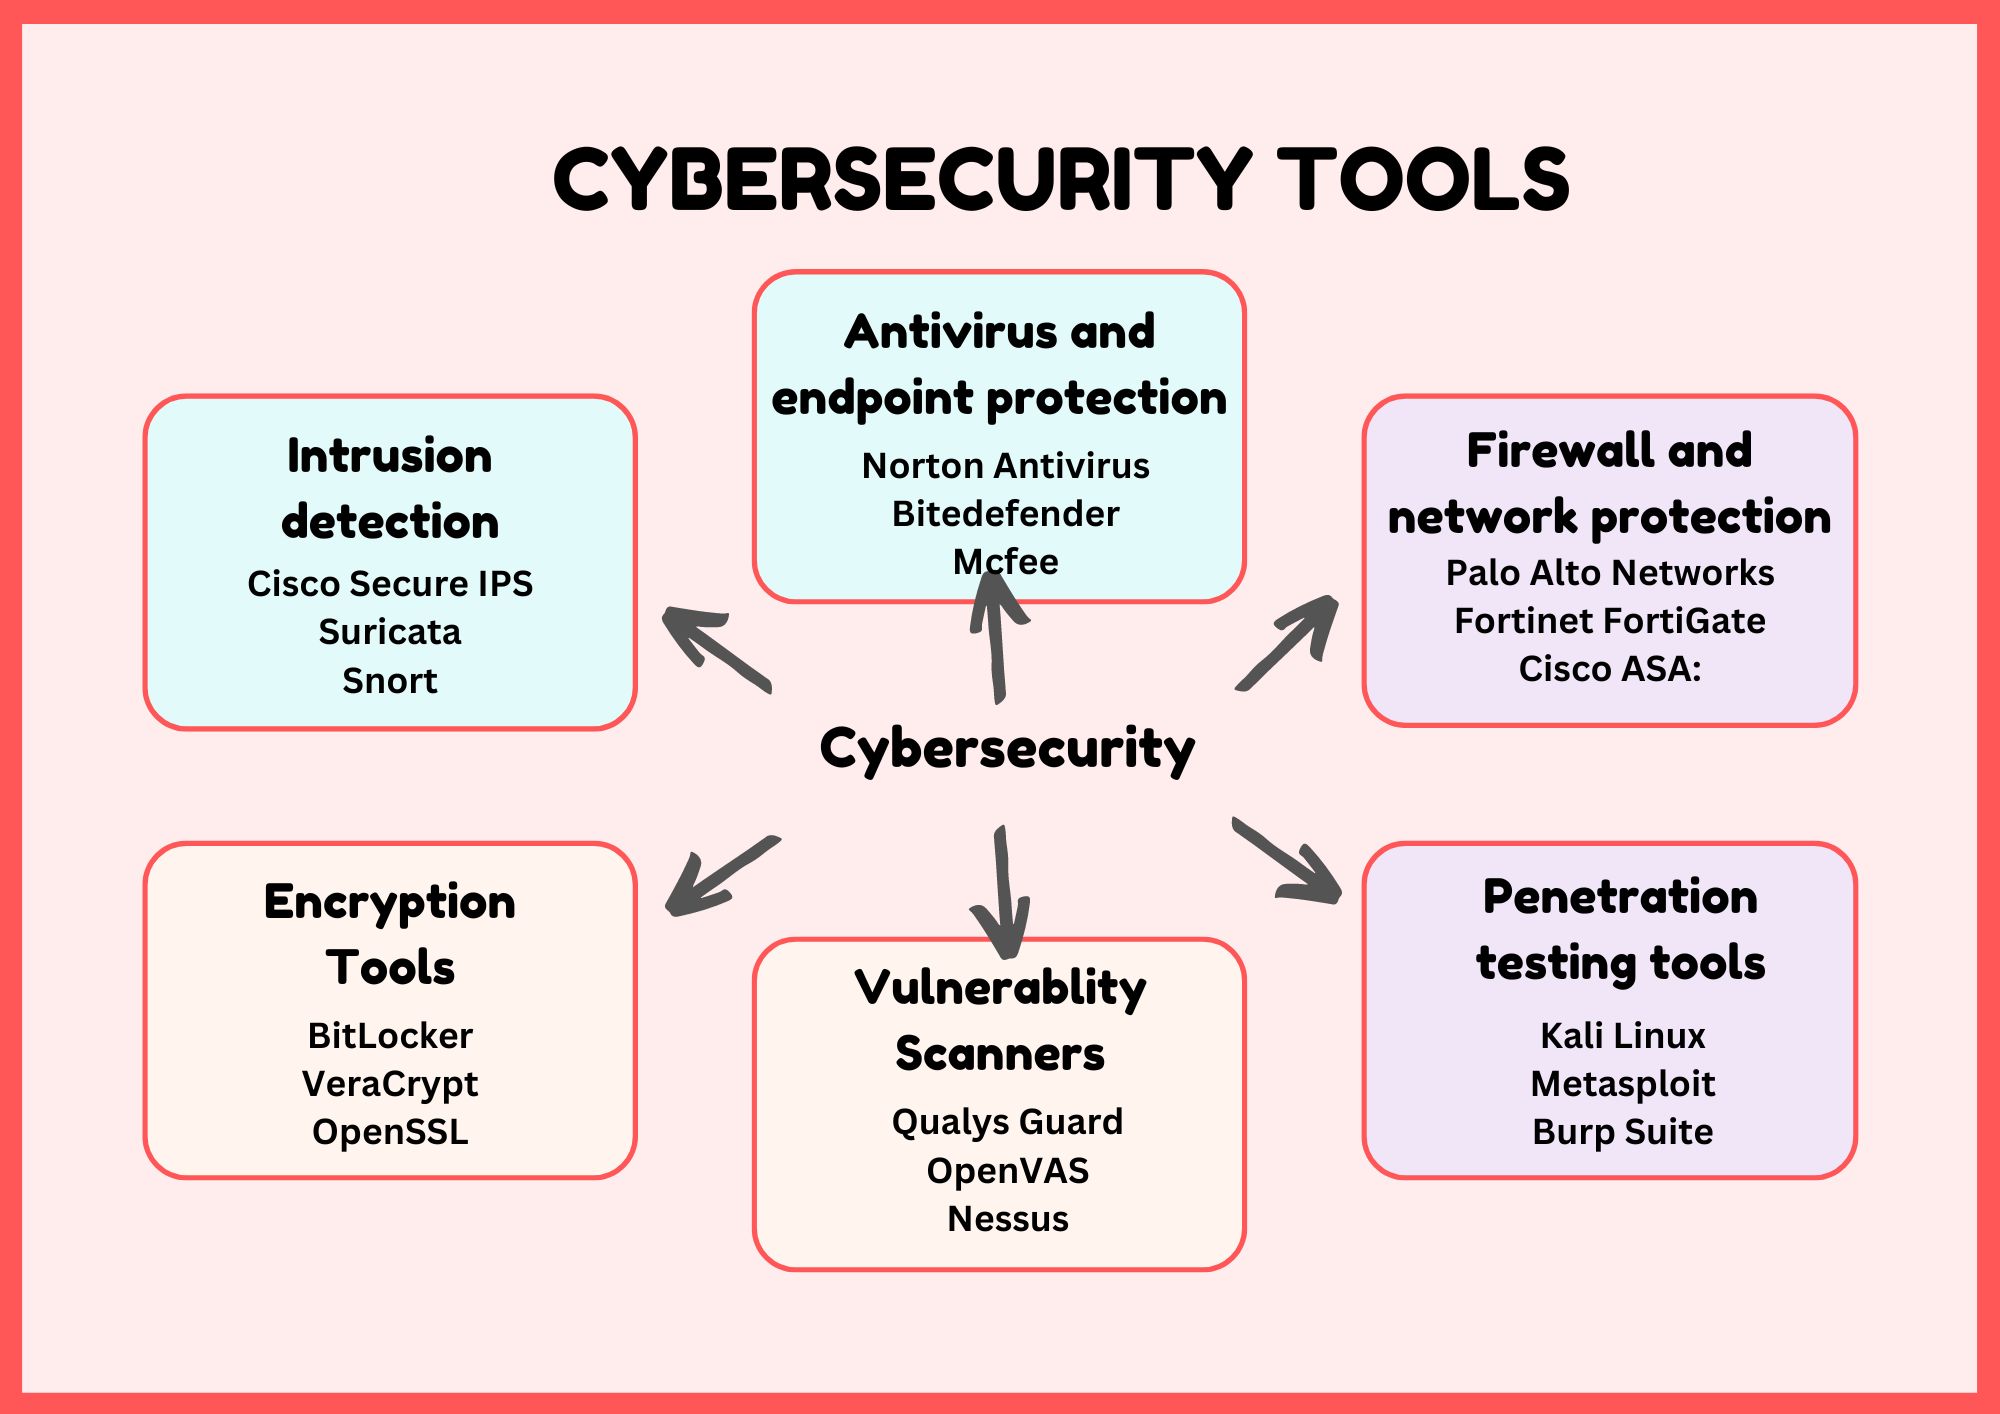 CYBERSECURITY TOOLS
Antivirus and
endpoint protection
Norton Antivirus
Bitedefender
Mcfee
Intrusion
detection
Cisco Secure IPS
Suricata
Snort
Firewall and
network protection
Palo Alto Networks
Fortinet FortiGate
Cisco ASA:
Cybersecurity
Encryption
Tools
BitLocker
VeraCrypt
OpenSSL
Vulnerablity
Scanners
Qualys Guard
OpenVAS
Nessus
Penetration
testing tools
Kali Linux
Metasploit
Burp Suite